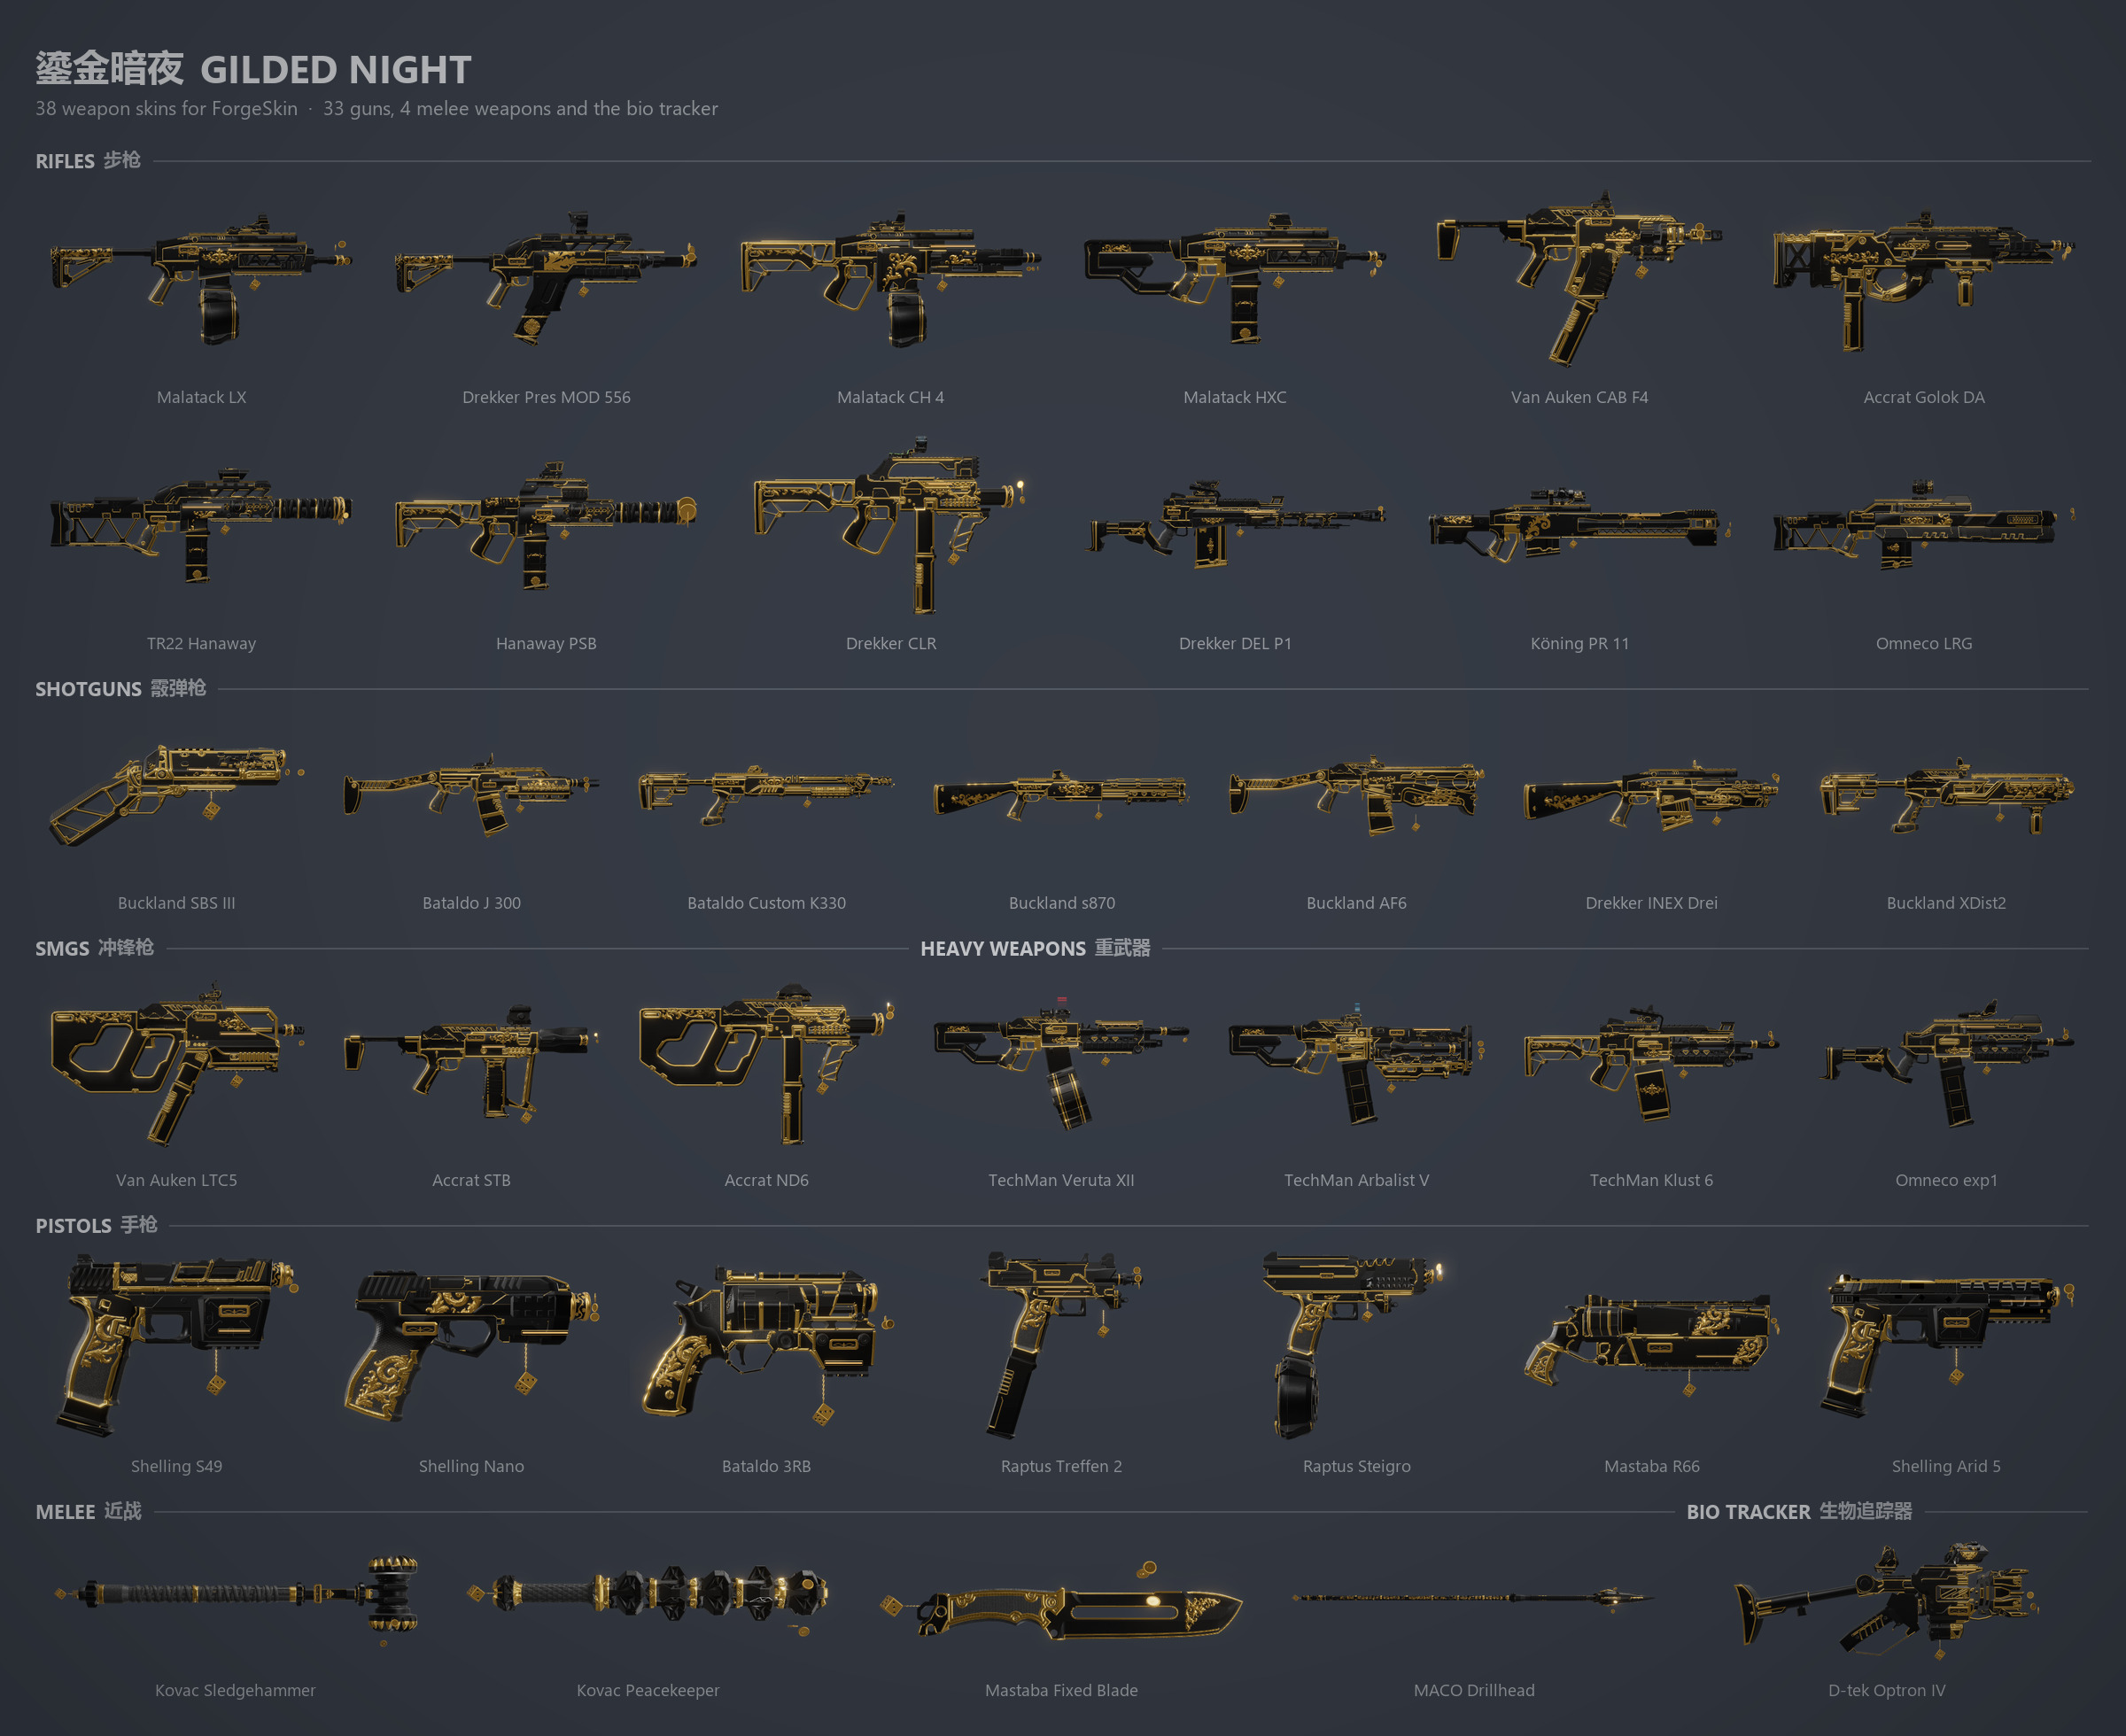 鎏金暗夜 GILDED NIGHT
38 weapon skins for ForgeSkin · 33 guns, 4 melee weapons and the bio tracker
RIFLES 步枪
Malatack LX
Drekker Pres MOD 556
Malatack CH 4
Malatack HXC
Van Auken CAB F4
Accrat Golok DA
TR22 Hanaway
Hanaway PSB
Drekker CLR
Drekker DEL P1
Köning PR 11
Omneco LRG
SHOTGUNS 霰弹枪
Buckland SBS III
Bataldo J 300
Bataldo Custom K330
Buckland s870
Buckland AF6
Drekker INEX Drei
Buckland XDist2
SMGS 冲锋枪
HEAVY WEAPONS 重武器
Van Auken LTC5
Accrat STB
Accrat ND6
TechMan Veruta XII
TechMan Arbalist V
TechMan Klust 6
Omneco exp1
PISTOLS 手枪
Shelling S49
Shelling Nano
Bataldo 3RB
Raptus Treffen 2
Raptus Steigro
Mastaba R66
Shelling Arid 5
MELEE 近战
BIO TRACKER 生物追踪器
Kovac Sledgehammer
Kovac Peacekeeper
Mastaba Fixed Blade
MACO Drillhead
D-tek Optron IV